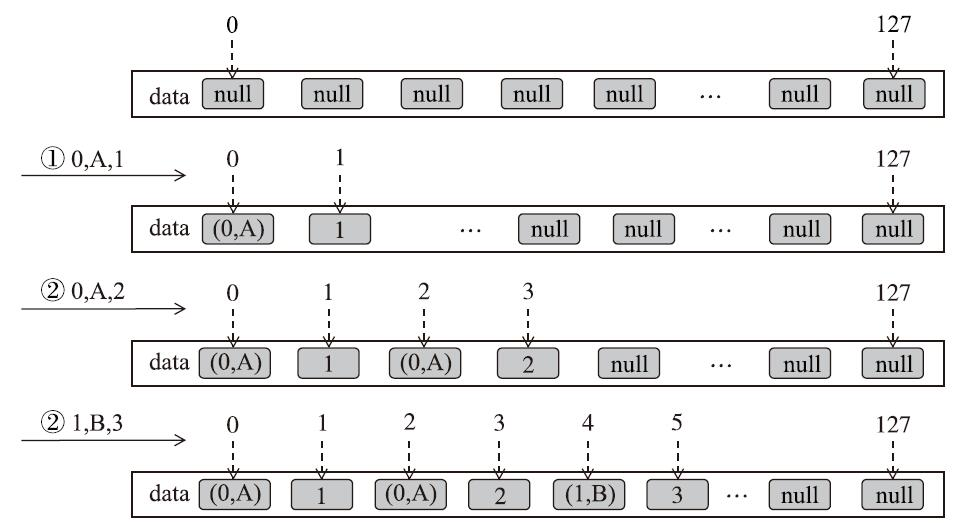 0 127
data null null null null null … null null
① 0,A,1 0 1 127
data (0,A) 1 … null null … null null
② 0,A,2 0 1 2 3 127
data (0,A) 1 (0,A) 2 null … null null
② 1,B,3 0 1 2 3 4 5 127
data (0,A) 1 (0,A) 2 (1,B) 3 … null null